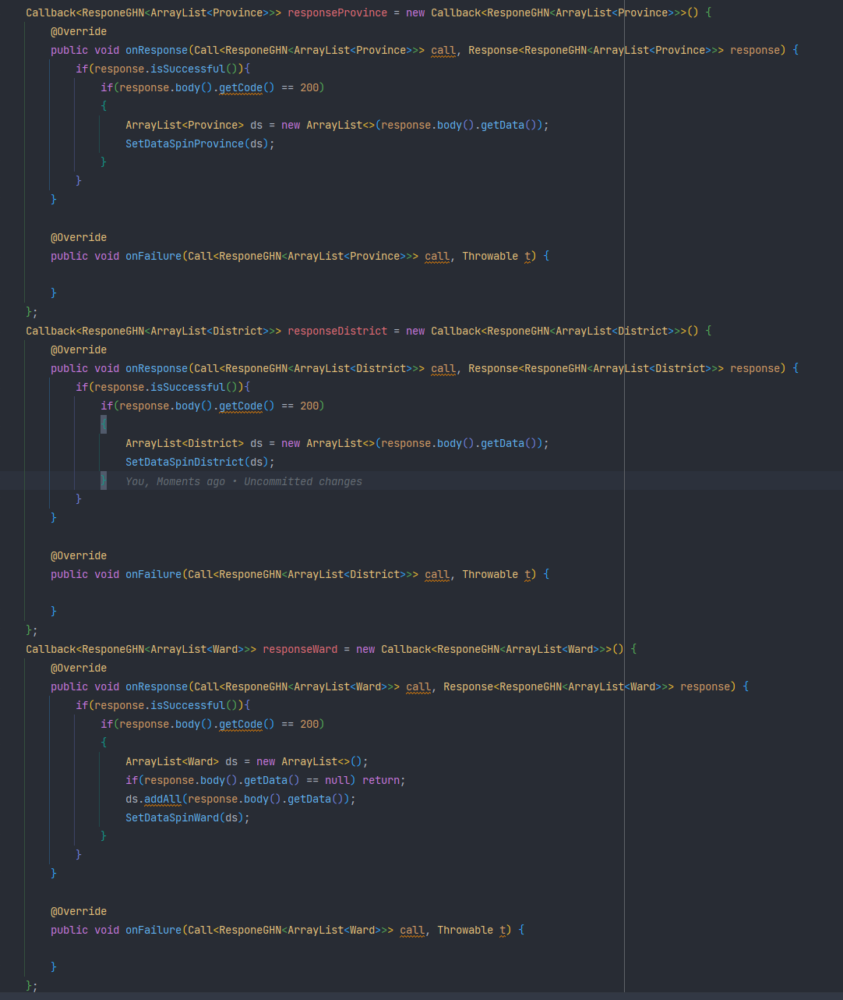 Callback<ResponeGHN<ArrayList<Province>>> responseProvince = new Callback<ResponeGHN<ArrayList<Province>>>() {
@Override
public void onResponse(Call<ResponeGHN<ArrayList<Province>>> call, Response<ResponeGHN<ArrayList<Province>>> response) {
if(response.isSuccessful()){
if(response.body().getCode() == 200)
{
ArrayList<Province> ds = new ArrayList<>(response.body().getData());
SetDataSpinProvince(ds);
}
}
}
@Override
public void onFailure(Call<ResponeGHN<ArrayList<Province>>> call, Throwable t) {
}
};
Callback<ResponeGHN<ArrayList<District>>> responseDistrict = new Callback<ResponeGHN<ArrayList<District>>>() {
@Override
public void onResponse(Call<ResponeGHN<ArrayList<District>>> call, Response<ResponeGHN<ArrayList<District>>> response) {
if(response.isSuccessful()){
if(response.body().getCode() == 200)
{
ArrayList<District> ds = new ArrayList<>(response.body().getData());
SetDataSpinDistrict(ds);
} You, Moments ago • Uncommitted changes
}
}
@Override
public void onFailure(Call<ResponeGHN<ArrayList<District>>> call, Throwable t) {
}
};
Callback<ResponeGHN<ArrayList<Ward>>> responseWard = new Callback<ResponeGHN<ArrayList<Ward>>>() {
@Override
public void onResponse(Call<ResponeGHN<ArrayList<Ward>>> call, Response<ResponeGHN<ArrayList<Ward>>> response) {
if(response.isSuccessful()){
if(response.body().getCode() == 200)
{
ArrayList<Ward> ds = new ArrayList<>();
if(response.body().getData() == null) return;
ds.addAll(response.body().getData());
SetDataSpinWard(ds);
}
}
}
@Override
public void onFailure(Call<ResponeGHN<ArrayList<Ward>>> call, Throwable t) {
}
};